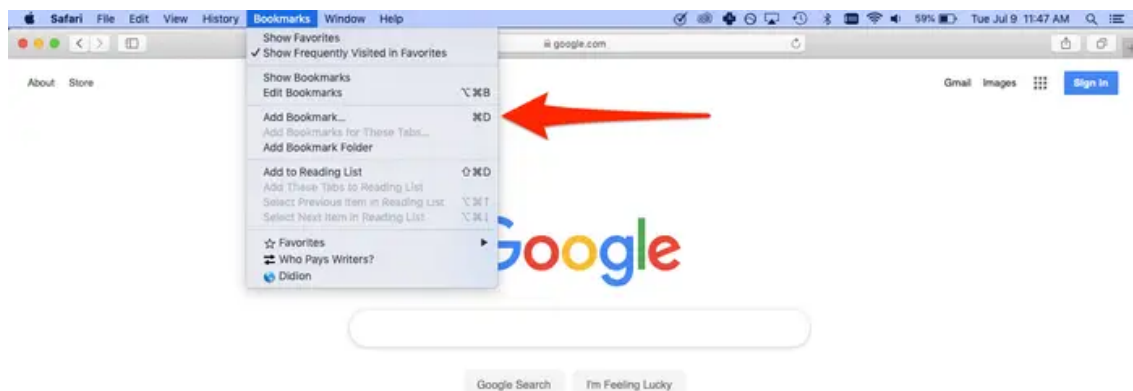 Safari File Edit View History Bookmarks Window Help 59% Tue Jul 9 11:47 AM
google.com
Show Favorites
✓ Show Frequently Visited in Favorites
Show Bookmarks
Edit Bookmarks ⌥⌘B
Add Bookmark... ⌘D
Add Bookmarks for These Tabs...
Add Bookmark Folder
Add to Reading List ⇧⌘D
Add These Tabs to Reading List
Select Previous Item in Reading List ⌥⌘↑
Select Next Item in Reading List ⌥⌘↓
Favorites
Who Pays Writers?
Didion
About Store
Gmail Images Sign in
Google
Google Search I'm Feeling Lucky